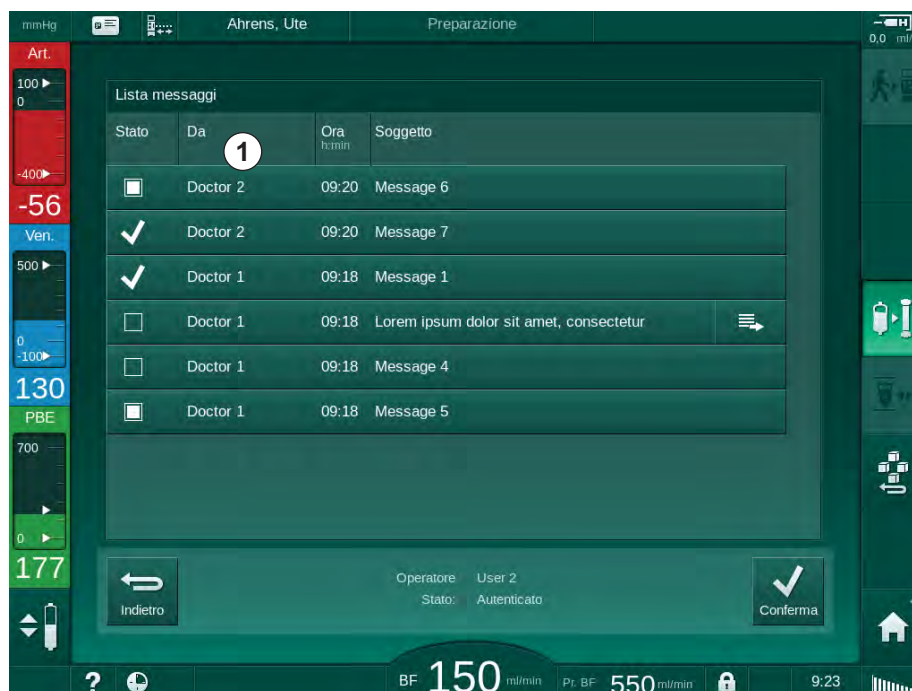 mmHg Ahrens, Ute Preparazione 0,0 ml/
Art.
100
0
-400
-56
Ven.
500
0
-100
130
PBE
700
0
177
Lista messaggi
Stato Da Ora Soggetto
h:min
1
Doctor 2 09:20 Message 6
Doctor 2 09:20 Message 7
Doctor 1 09:18 Message 1
Doctor 1 09:18 Lorem ipsum dolor sit amet, consectetur
Doctor 1 09:18 Message 4
Doctor 1 09:18 Message 5
Indietro
Operatore User 2
Stato: Autenticato
Conferma
? BF 150 ml/min Pr. BF 550 ml/min 9:23